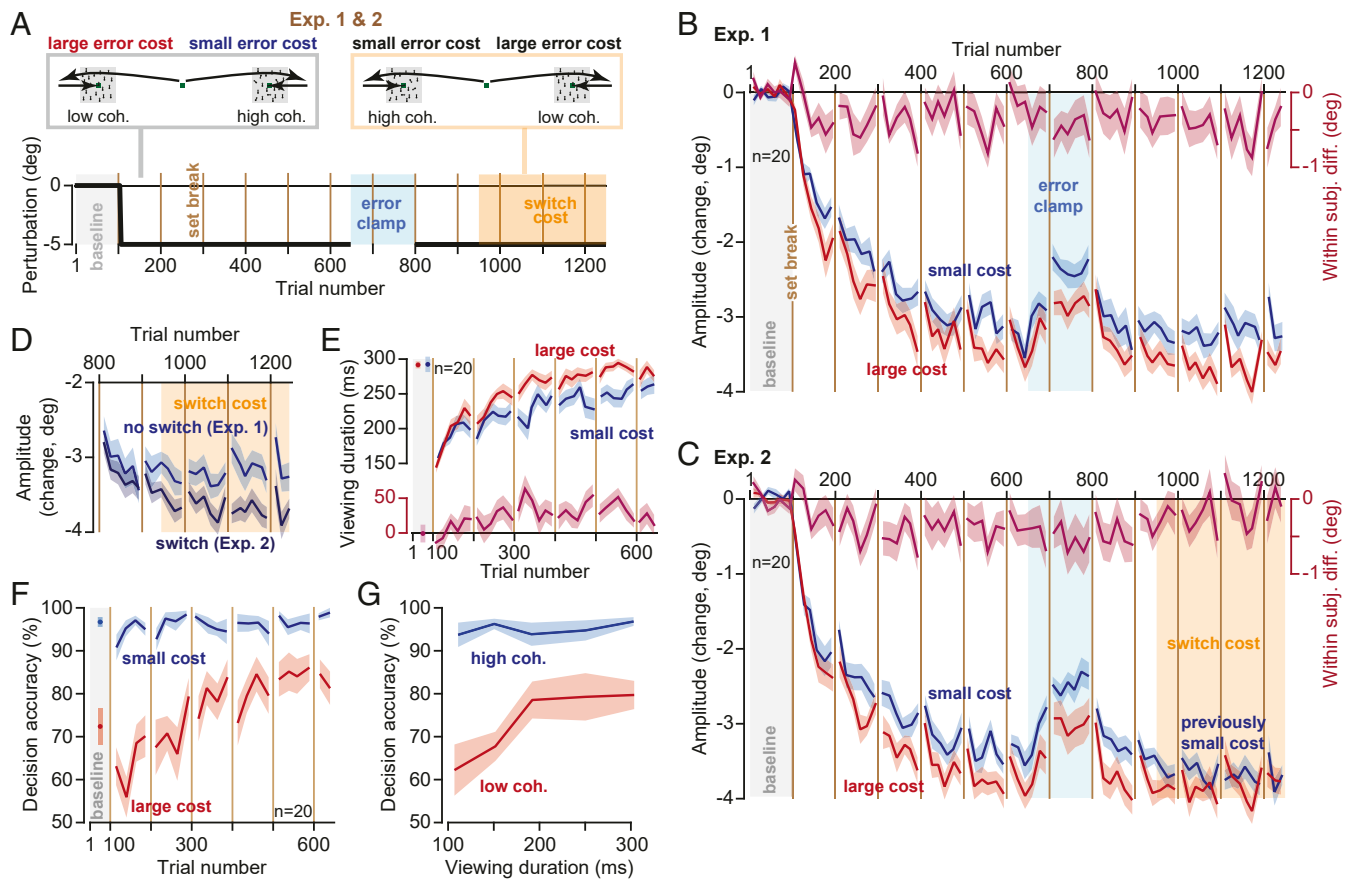 A
Exp. 1 & 2
large error cost small error cost
small error cost large error cost
low coh. high coh.
high coh. low coh.
Perturbation (deg)
0
-5
baseline
set break
error
clamp
switch
cost
1 200 400 600 800 1000 1200
Trial number
B Exp. 1
Trial number
1 200 400 600 800 1000 1200
Amplitude (change, deg)
0
-1
-2
-3
-4
n=20
baseline
set break
error
clamp
small cost
large cost
0
-1
Within subj. diff. (deg)
C Exp. 2
1 200 400 600 800 1000 1200
Amplitude (change, deg)
0
-1
-2
-3
-4
n=20
baseline
small cost
large cost
switch cost
previously
small cost
0
-1
Within subj. diff. (deg)
D
Trial number
800 1000 1200
Amplitude
(change, deg)
-2
-3
-4
switch cost
no switch (Exp. 1)
switch (Exp. 2)
E
Viewing duration (ms)
300
250
200
150
50
0
n=20
large cost
small cost
1 100 300 600
Trial number
F
Decision accuracy (%)
100
90
80
70
60
50
baseline
small cost
large cost
n=20
1 100 300 600
Trial number
G
Decision accuracy (%)
100
90
80
70
60
50
high coh.
low coh.
100 150 200 250 300
Viewing duration (ms)